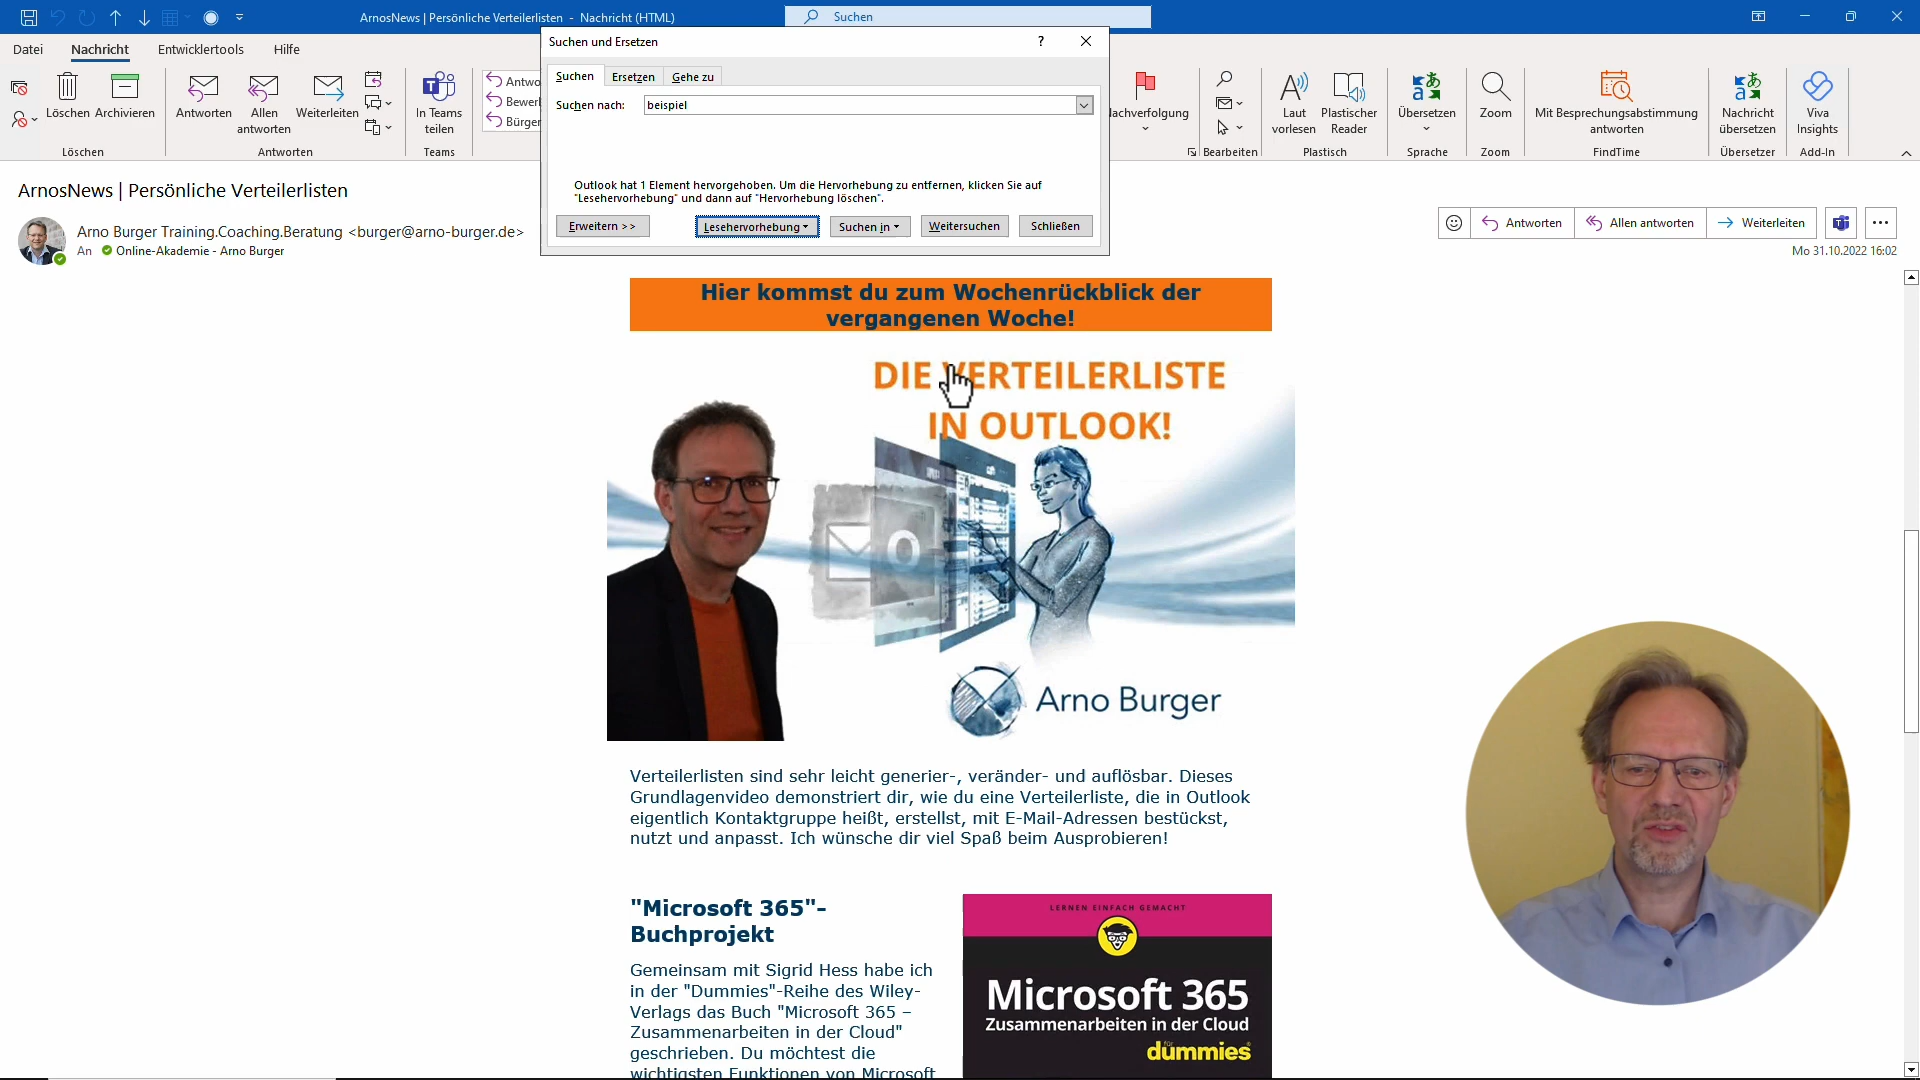 ArnosNews | Persönliche Verteilerlisten - Nachricht (HTML)
Suchen
Datei
Nachricht
Entwicklertools
Hilfe
Löschen
Archivieren
Löschen
Antworten
Allen
antworten
Weiterleiten
Antworten
In Teams
teilen
Teams
Antwo
Bewerl
Bürger
Suchen und Ersetzen
?
Suchen
Ersetzen
Gehe zu
Suchen nach:
beispiel
Outlook hat 1 Element hervorgehoben. Um die Hervorhebung zu entfernen, klicken Sie auf
"Lesehervorhebung" und dann auf "Hervorhebung löschen".
Erweitern >>
Lesehervorhebung
Suchen in
Weitersuchen
Schließen
Nachverfolgung
Bearbeiten
Laut
vorlesen
Plastischer
Reader
Plastisch
Übersetzen
Sprache
Zoom
Zoom
Mit Besprechungsabstimmung
antworten
FindTime
Nachricht
übersetzen
Übersetzer
Viva
Insights
Add-In
ArnosNews | Persönliche Verteilerlisten
Arno Burger Training.Coaching.Beratung <burger@arno-burger.de>
An Online-Akademie - Arno Burger
Antworten
Allen antworten
Weiterleiten
Mo 31.10.2022 16:02
Hier kommst du zum Wochenrückblick der
vergangenen Woche!
DIE VERTEILERLISTE
IN OUTLOOK!
Arno Burger
Verteilerlisten sind sehr leicht generier-, veränder- und auflösbar. Dieses
Grundlagenvideo demonstriert dir, wie du eine Verteilerliste, die in Outlook
eigentlich Kontaktgruppe heißt, erstellst, mit E-Mail-Adressen bestückst,
nutzt und anpasst. Ich wünsche dir viel Spaß beim Ausprobieren!
"Microsoft 365"-
Buchprojekt
Gemeinsam mit Sigrid Hess habe ich
in der "Dummies"-Reihe des Wiley-
Verlags das Buch "Microsoft 365 –
Zusammenarbeiten in der Cloud"
geschrieben. Du möchtest die
wichtigsten Funktionen von Microsoft
LERNEN EINFACH GEMACHT
Microsoft 365
Zusammenarbeiten in der Cloud
für
dummies